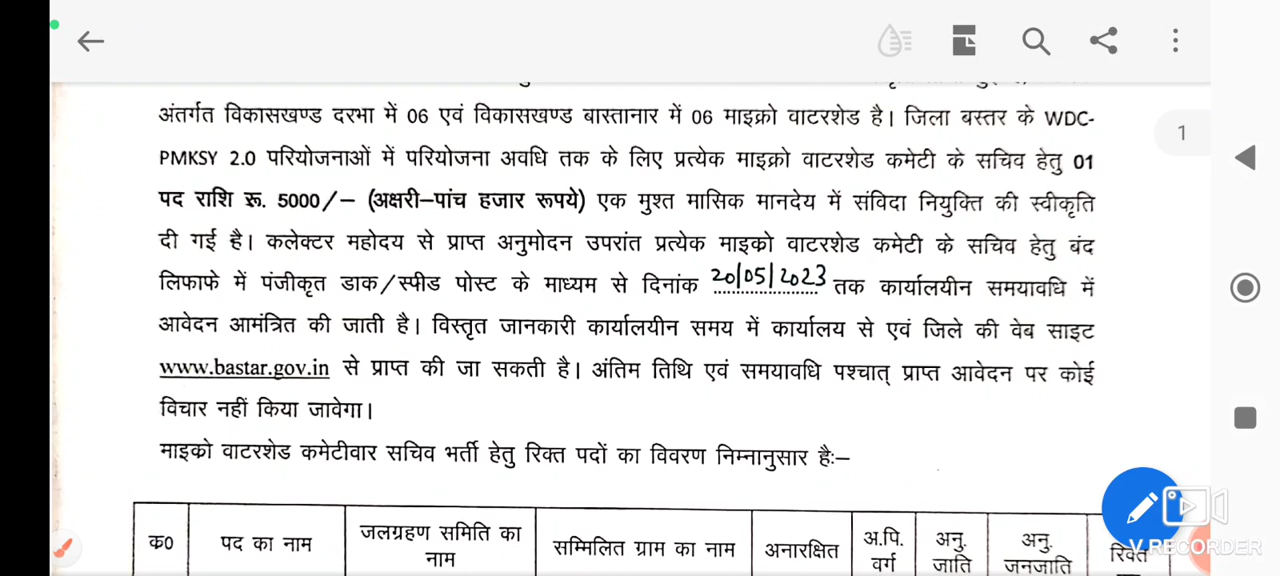 1
अंतर्गत विकासखण्ड दरभा में 06 एवं विकासखण्ड बास्तानार में 06 माइक्रो वाटरशेड है। जिला बस्तर के WDC-
PMKSY 2.0 परियोजनाओं में परियोजना अवधि तक के लिए प्रत्येक माइक्रो वाटरशेड कमेटी के सचिव हेतु 01
पद राशि रू. 5000/– (अक्षरी–पांच हजार रूपये) एक मुश्त मासिक मानदेय में संविदा नियुक्ति की स्वीकृति
दी गई है। कलेक्टर महोदय से प्राप्त अनुमोदन उपरांत प्रत्येक माइको वाटरशेड कमेटी के सचिव हेतु बंद
लिफाफे में पंजीकृत डाक/स्पीड पोस्ट के माध्यम से दिनांक 20/05/2023 तक कार्यालयीन समयावधि में
आवेदन आमंत्रित की जाती है। विस्तृत जानकारी कार्यालयीन समय में कार्यालय से एवं जिले की वेब साइट
www.bastar.gov.in से प्राप्त की जा सकती है। अंतिम तिथि एवं समयावधि पश्चात् प्राप्त आवेदन पर कोई
विचार नहीं किया जावेगा।
माइको वाटरशेड कमेटीवार सचिव भर्ती हेतु रिक्त पदों का विवरण निम्नानुसार हैः–
क0 पद का नाम जलग्रहण समिति का नाम सम्मिलित ग्राम का नाम अनारक्षित अ.पि. वर्ग अनु. जाति अनु. जनजाति रिक्त
V.RECORDER